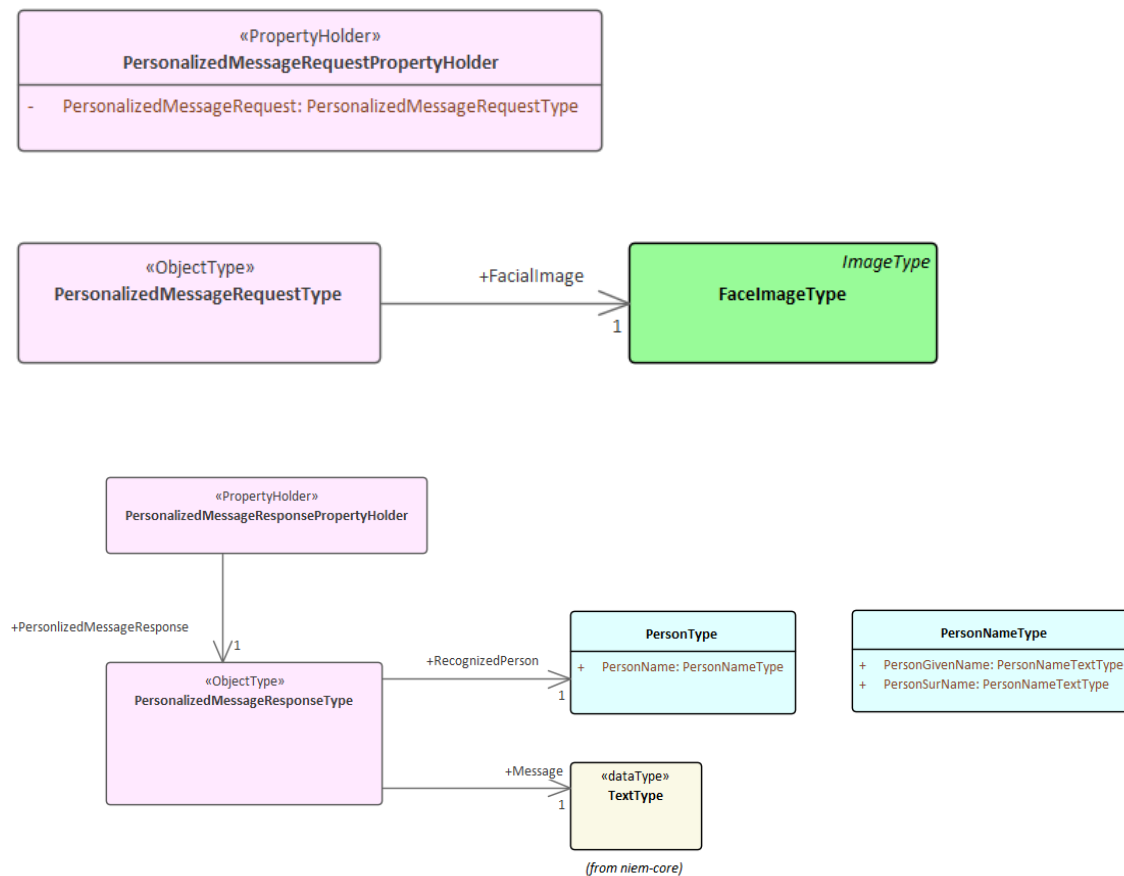 «PropertyHolder»
PersonalizedMessageRequestPropertyHolder
- PersonalizedMessageRequest: PersonalizedMessageRequestType
«ObjectType»
PersonalizedMessageRequestType
+FacialImage
1
ImageType
FaceImageType
«PropertyHolder»
PersonalizedMessageResponsePropertyHolder
+PersonlizedMessageResponse
1
«ObjectType»
PersonalizedMessageResponseType
+RecognizedPerson
1
PersonType
+ PersonName: PersonNameType
PersonNameType
+ PersonGivenName: PersonNameTextType
+ PersonSurName: PersonNameTextType
+Message
1
«dataType»
TextType
(from niem-core)